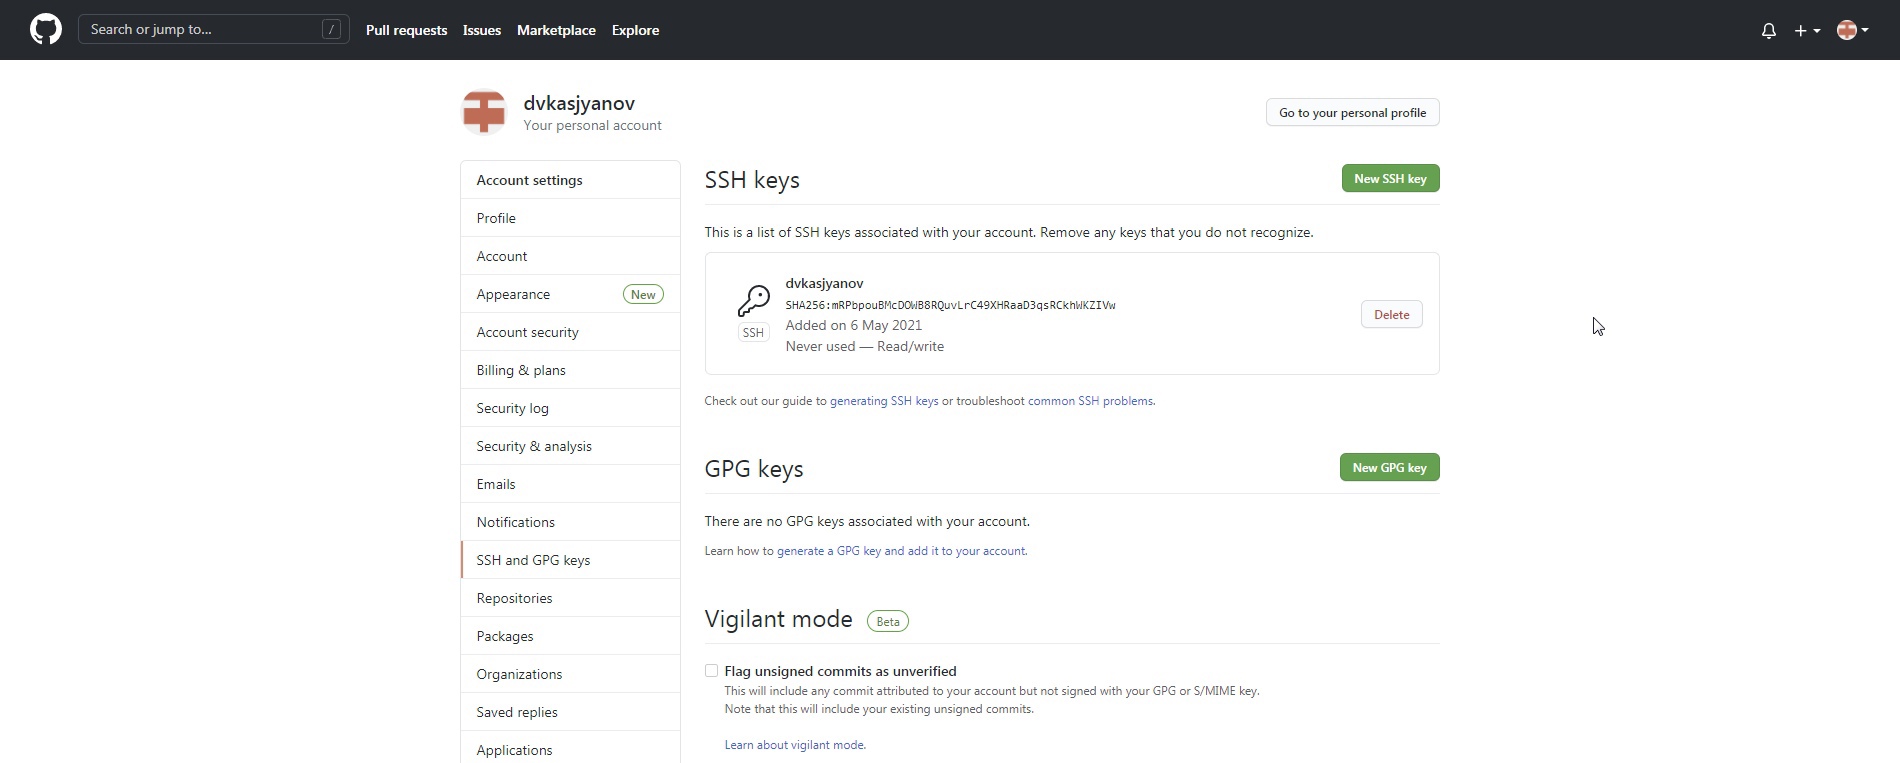 Search or jump to...
/
Pull requests
Issues
Marketplace
Explore
dvkasjyanov
Your personal account
Go to your personal profile
Account settings
Profile
Account
Appearance
New
Account security
Billing & plans
Security log
Security & analysis
Emails
Notifications
SSH and GPG keys
Repositories
Packages
Organizations
Saved replies
Applications
SSH keys
New SSH key
This is a list of SSH keys associated with your account. Remove any keys that you do not recognize.
dvkasjyanov
SHA256:mRPbpouBMcDOWB8RQuvLrC49XHRaaD3qsRCkhWKZIVw
SSH
Added on 6 May 2021
Never used — Read/write
Delete
Check out our guide to generating SSH keys or troubleshoot common SSH problems.
GPG keys
New GPG key
There are no GPG keys associated with your account.
Learn how to generate a GPG key and add it to your account.
Vigilant mode
Beta
Flag unsigned commits as unverified
This will include any commit attributed to your account but not signed with your GPG or S/MIME key.
Note that this will include your existing unsigned commits.
Learn about vigilant mode.